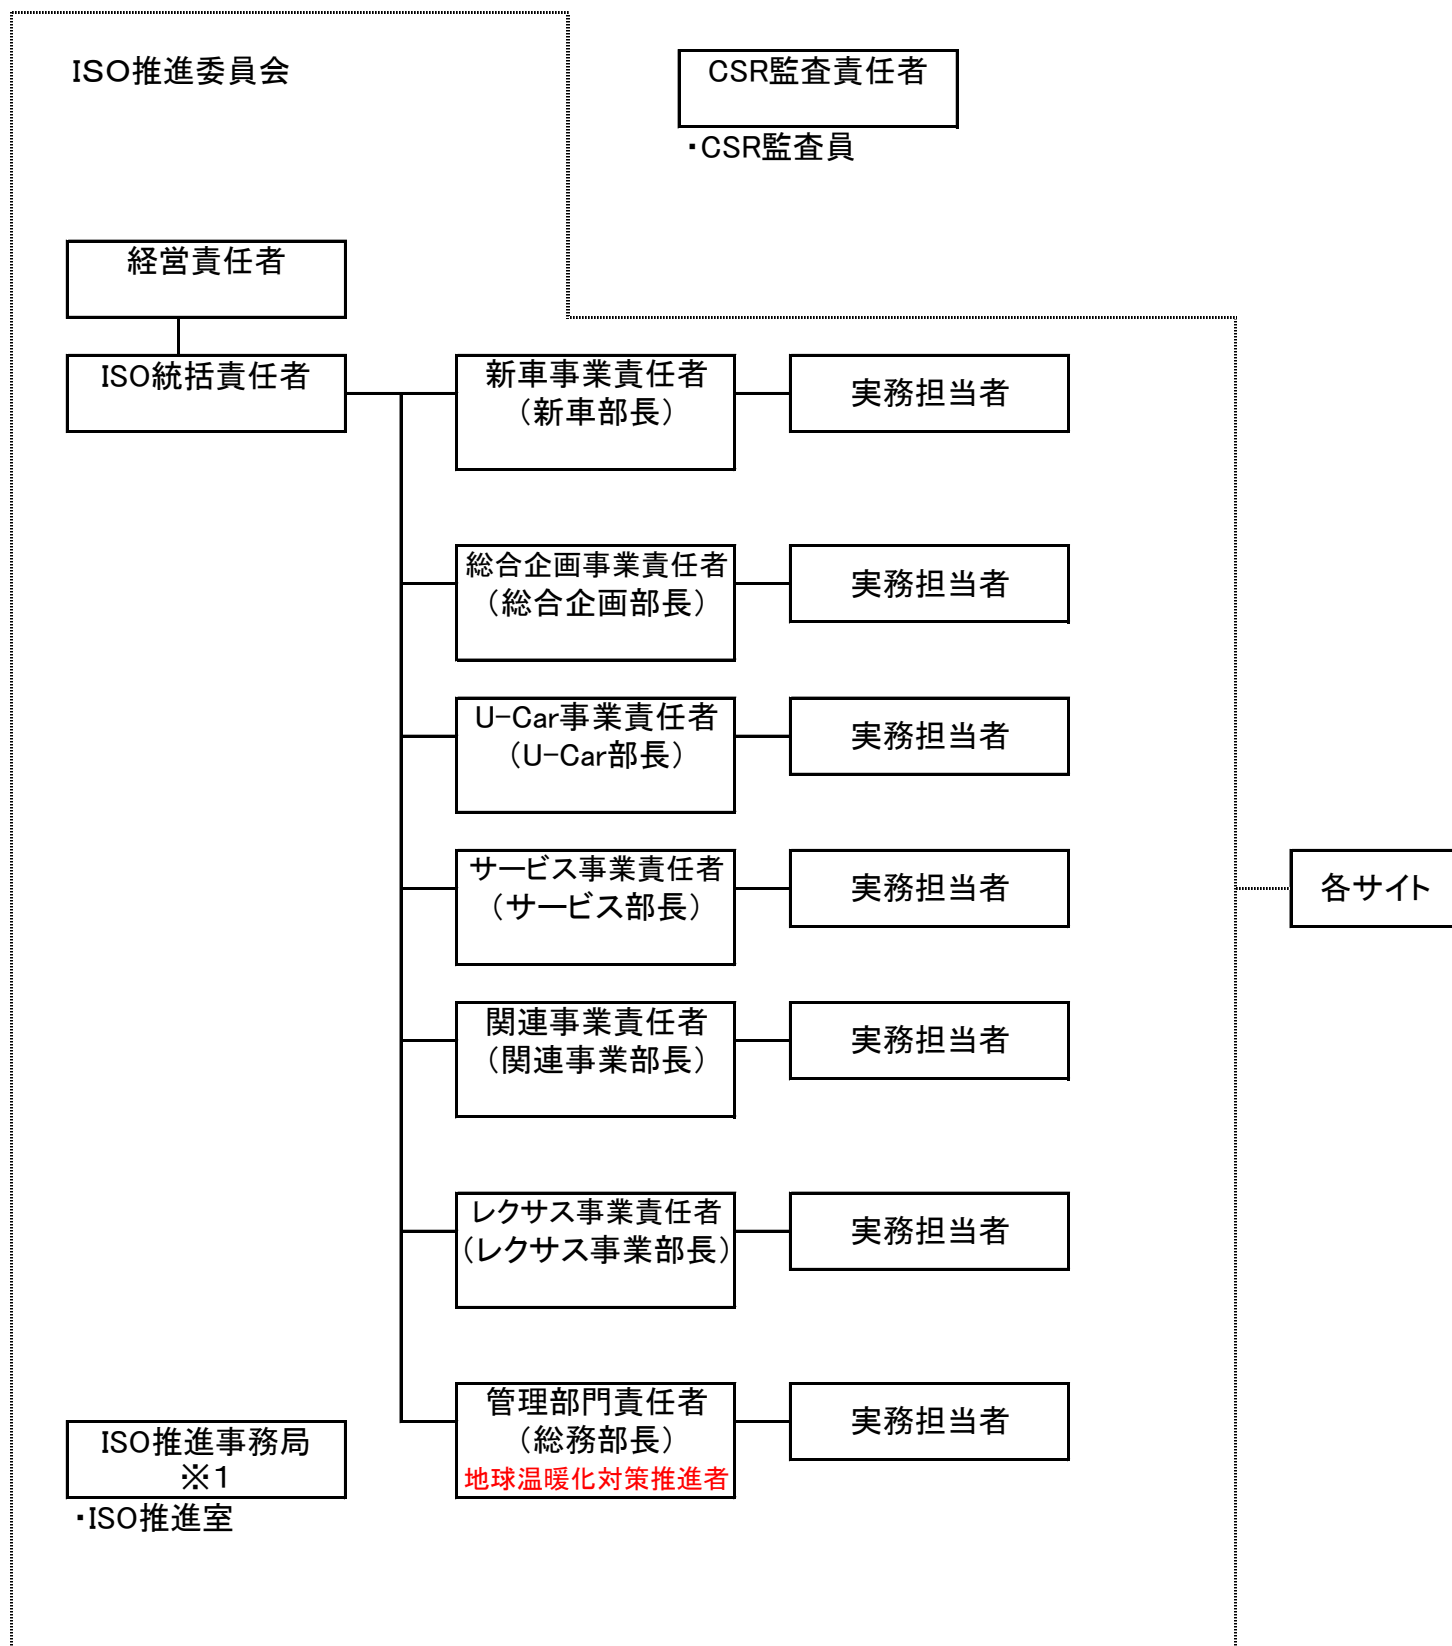 ISO推進委員会
CSR監査責任者
・CSR監査員
経営責任者
ISO統括責任者
新車事業責任者
（新車部長）
実務担当者
総合企画事業責任者
（総合企画部長）
実務担当者
U-Car事業責任者
（U-Car部長）
実務担当者
サービス事業責任者
（サービス部長）
実務担当者
各サイト
関連事業責任者
（関連事業部長）
実務担当者
レクサス事業責任者
（レクサス事業部長）
実務担当者
管理部門責任者
（総務部長）
地球温暖化対策推進者
実務担当者
ISO推進事務局
※1
・ISO推進室